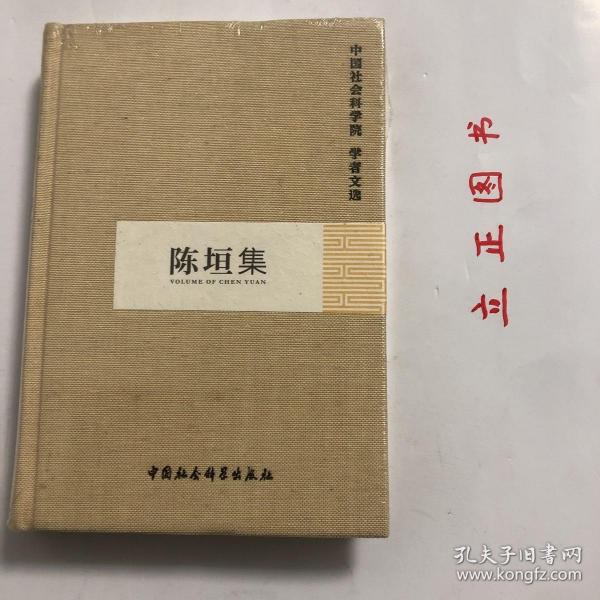 中国社会科学院 学者文选
陈垣集
VOLUME OF CHEN YUAN
中国社会科学出版社
立正图书
孔夫子旧书网
www.kongfz.com